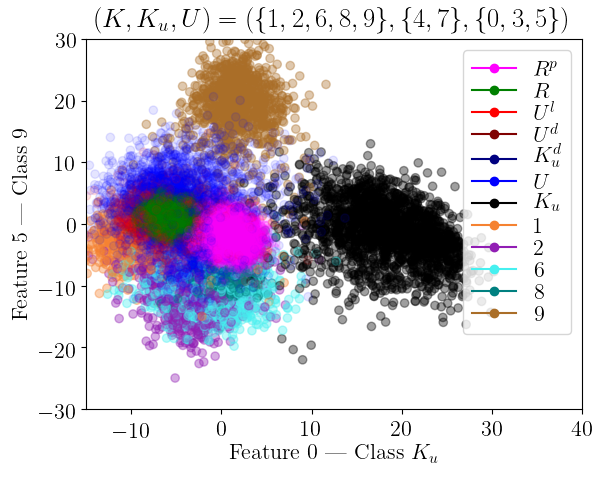 (K, K_u, U) = ({1, 2, 6, 8, 9}, {4, 7}, {0, 3, 5})
30
20
10
0
−10
−20
−30
Feature 5 — Class 9
R^p
R
U^l
U^d
K_u^d
U
K_u
1
2
6
8
9
−10
0
10
20
30
40
Feature 0 — Class K_u